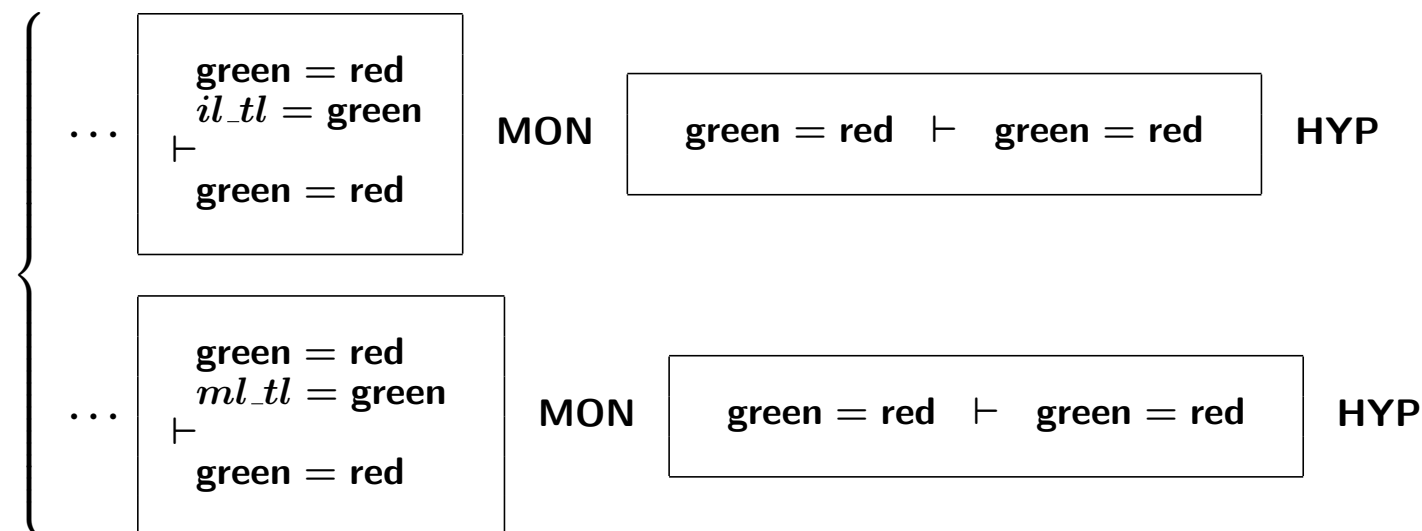 green = red
… il_tl = green MON green = red ⊢ green = red HYP
⊢
green = red
green = red
… ml_tl = green MON green = red ⊢ green = red HYP
⊢
green = red